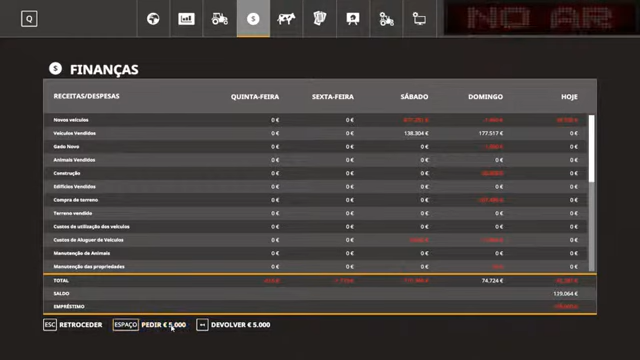 Q
NO AR
$ FINANÇAS
RECEITAS/DESPESAS QUINTA-FEIRA SEXTA-FEIRA SÁBADO DOMINGO HOJE
Novos veículos 0 € 0 €
Veículos Vendidos 0 € 0 € 138.304 € 177.517 € 0 €
Gado Novo 0 € 0 € 0 € 0 €
Animais Vendidos 0 € 0 € 0 € 0 € 0 €
Construção 0 € 0 € 0 € 0 €
Edifícios Vendidos 0 € 0 € 0 € 0 € 0 €
Compra de terreno 0 € 0 € 0 € 0 €
Terreno vendido 0 € 0 € 0 € 0 € 0 €
Custos de utilização dos veículos 0 € 0 € 0 € 0 € 0 €
Custos de Aluguer de Veículos 0 € 0 € 0 €
Manutenção de Animais 0 € 0 € 0 € 0 € 0 €
Manutenção das propriedades 0 € 0 € 0 € 0 €
TOTAL 74.724 €
SALDO 139.064 €
EMPRÉSTIMO
ESC RETROCEDER ESPAÇO PEDIR € 5.000 DEVOLVER € 5.000